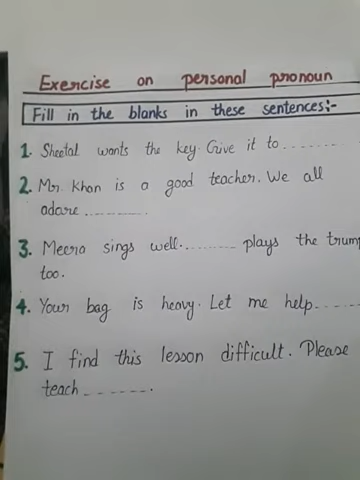 Exercise on personal pronoun
Fill in the blanks in these sentences:-
1. Sheetal wants the key. Give it to .......
2. Mr. Khan is a good teacher. We all
adore ..........
3. Meera sings well. ....... plays the trump
too.
4. Your bag is heavy. Let me help.....
5. I find this lesson difficult. Please
teach .......